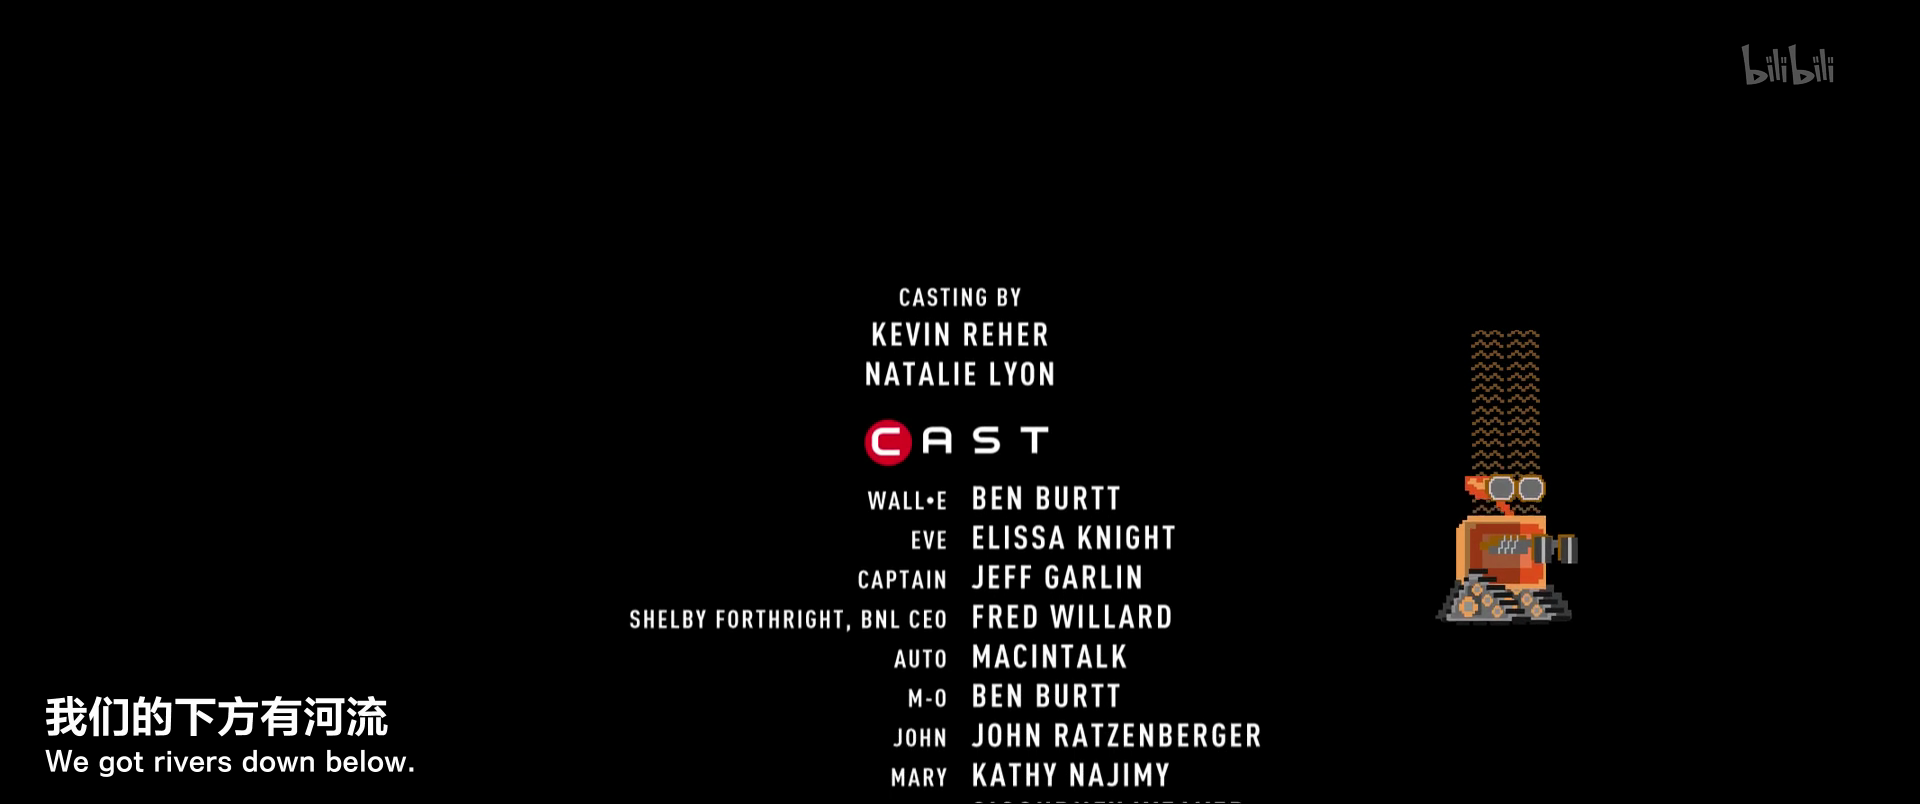 bilibili
CASTING BY
KEVIN REHER
NATALIE LYON
CAST
WALL•E BEN BURTT
EVE ELISSA KNIGHT
CAPTAIN JEFF GARLIN
SHELBY FORTHRIGHT, BNL CEO FRED WILLARD
AUTO MACINTALK
M-O BEN BURTT
JOHN JOHN RATZENBERGER
MARY KATHY NAJIMY
我们的下方有河流
We got rivers down below.